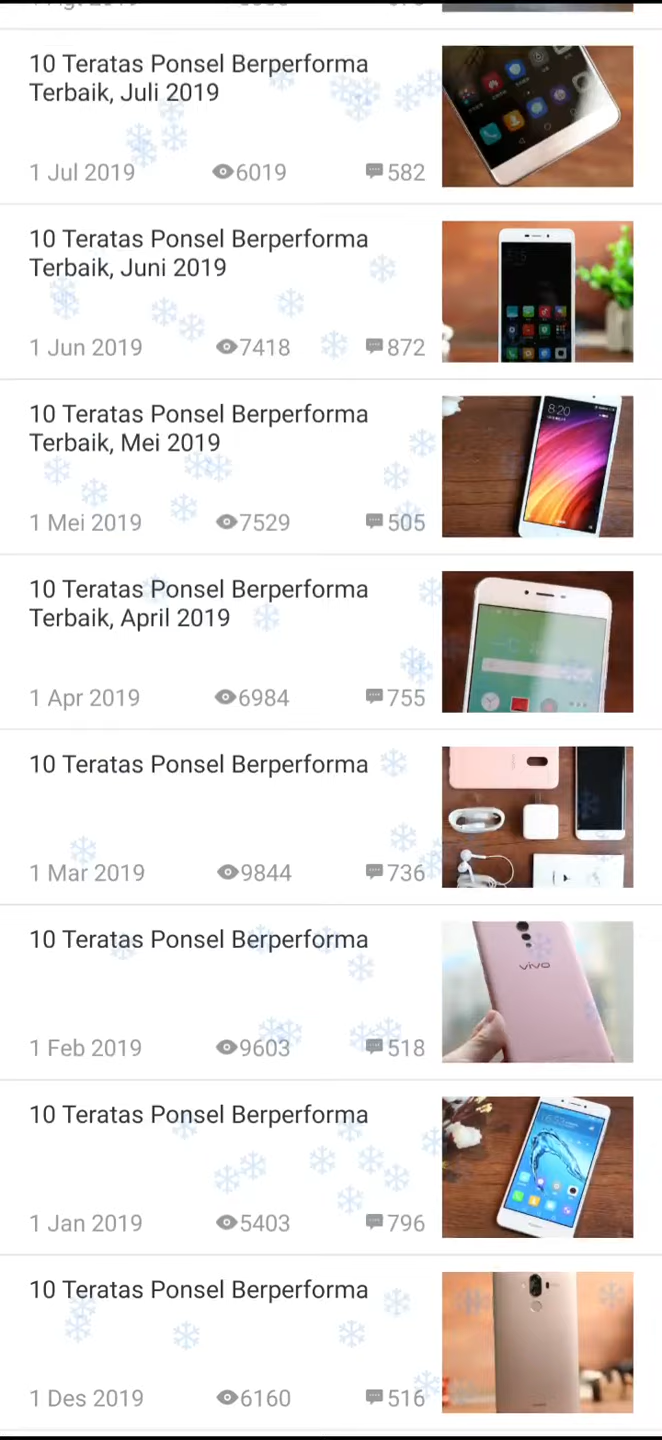 10 Teratas Ponsel Berperforma
Terbaik, Juli 2019
1 Jul 2019 6019 582
10 Teratas Ponsel Berperforma
Terbaik, Juni 2019
1 Jun 2019 7418 872
10 Teratas Ponsel Berperforma
Terbaik, Mei 2019
8:20
1 Mei 2019 7529 505
10 Teratas Ponsel Berperforma
Terbaik, April 2019
1 Apr 2019 6984 755
10 Teratas Ponsel Berperforma
1 Mar 2019 9844 736
10 Teratas Ponsel Berperforma
vivo
1 Feb 2019 9603 518
10 Teratas Ponsel Berperforma
1 Jan 2019 5403 796
10 Teratas Ponsel Berperforma
1 Des 2019 6160 516